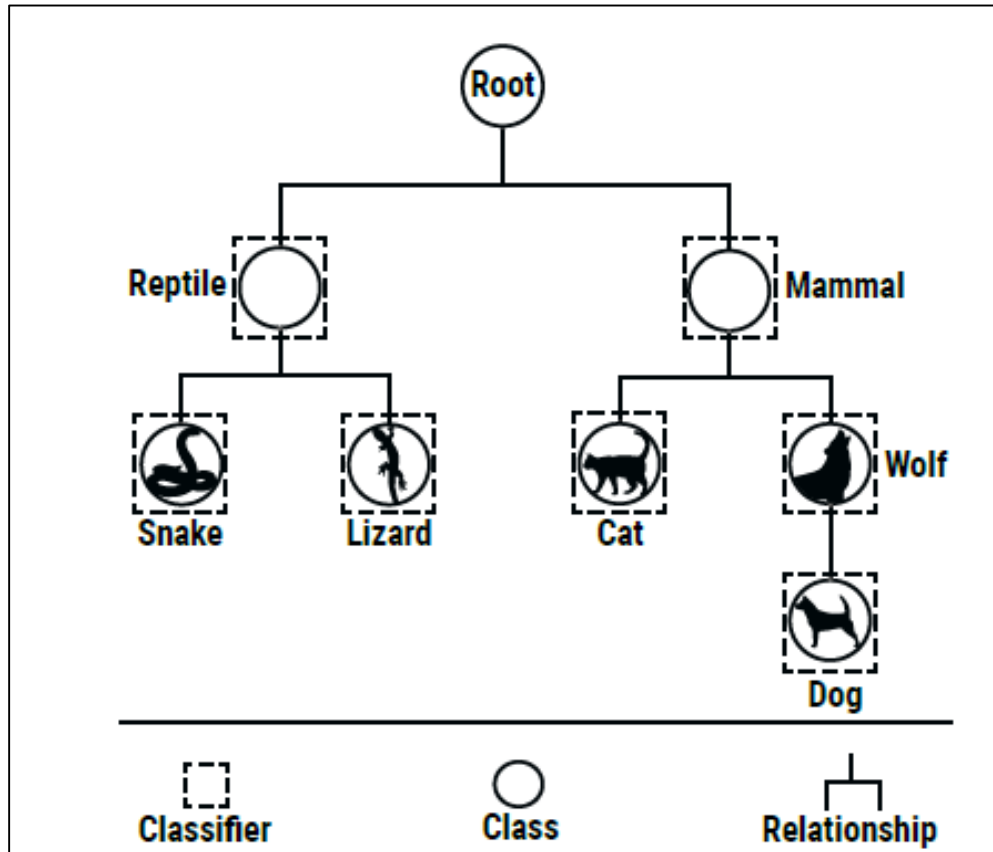 Root
Reptile
Mammal
Snake
Lizard
Cat
Wolf
Dog
Classifier
Class
Relationship